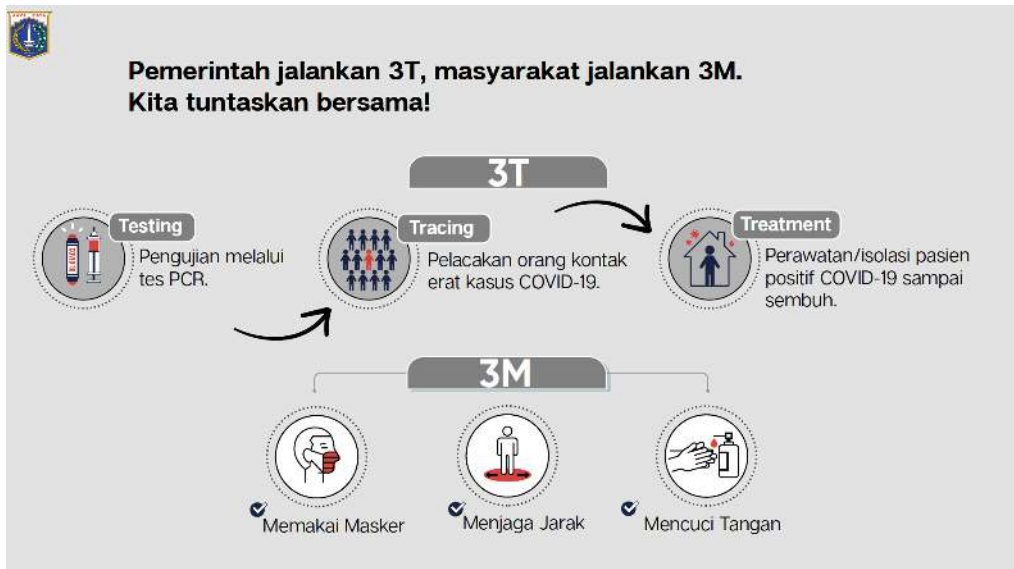 Pemerintah jalankan 3T, masyarakat jalankan 3M.
Kita tuntaskan bersama!
3T
Testing
Pengujian melalui
tes PCR.
Tracing
Pelacakan orang kontak
erat kasus COVID-19.
Treatment
Perawatan/isolasi pasien
positif COVID-19 sampai
sembuh.
3M
Memakai Masker
Menjaga Jarak
Mencuci Tangan